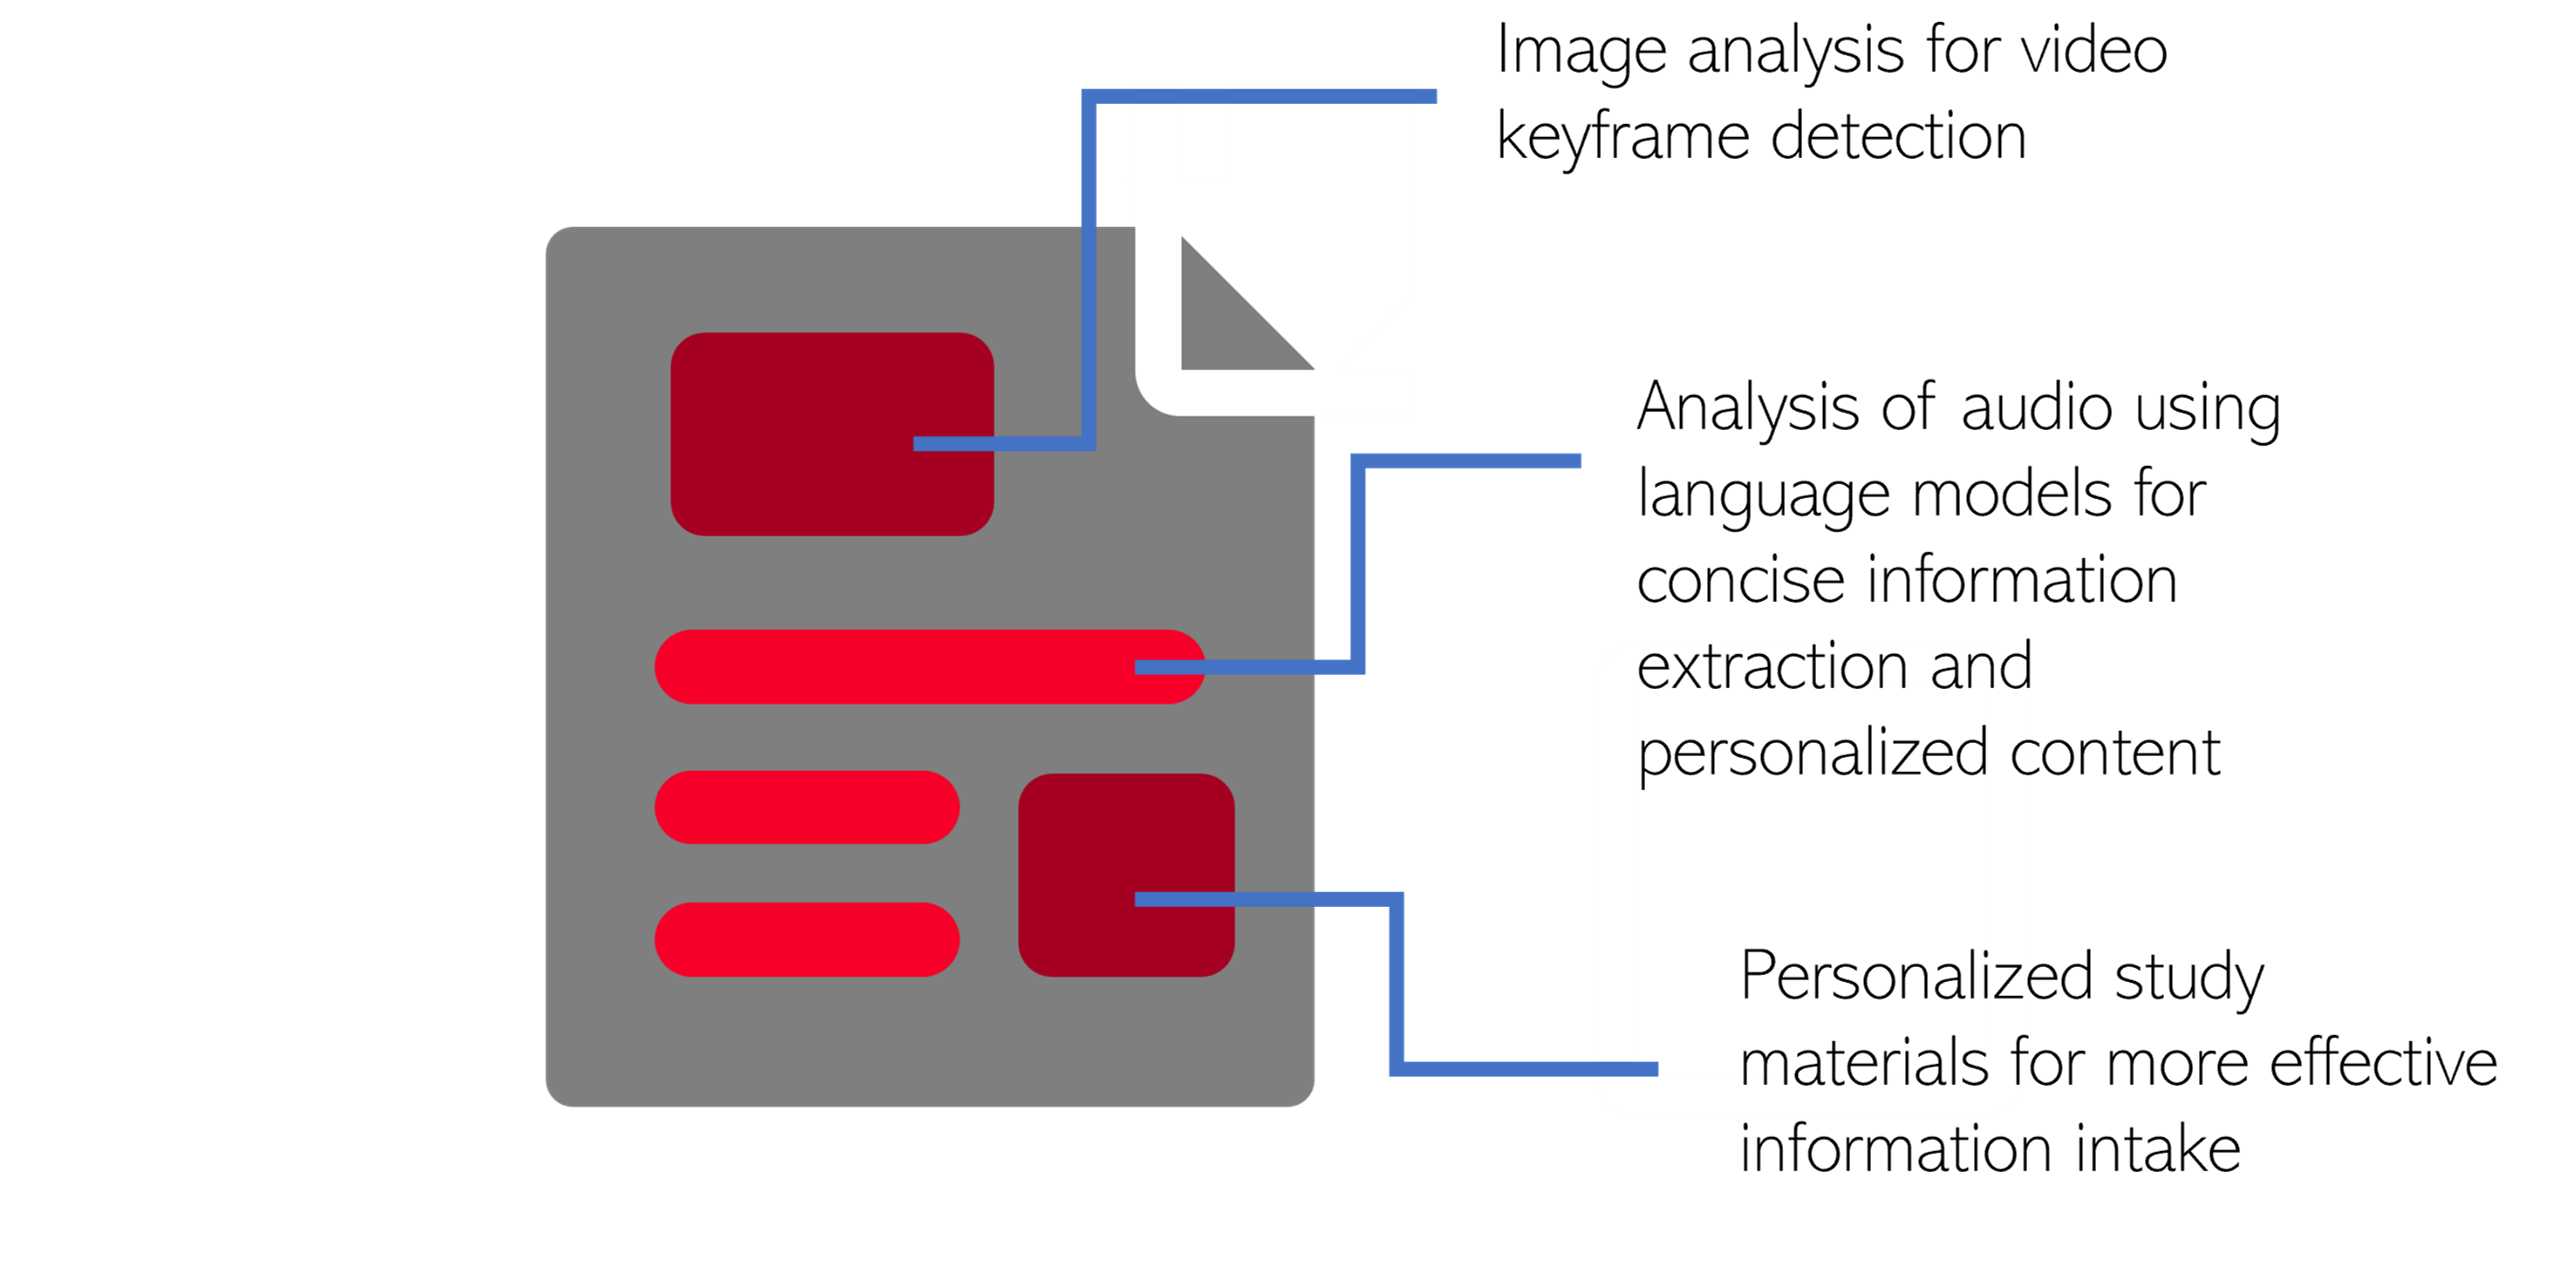 Image analysis for video
keyframe detection
Analysis of audio using
language models for
concise information
extraction and
personalized content
Personalized study
materials for more effective
information intake